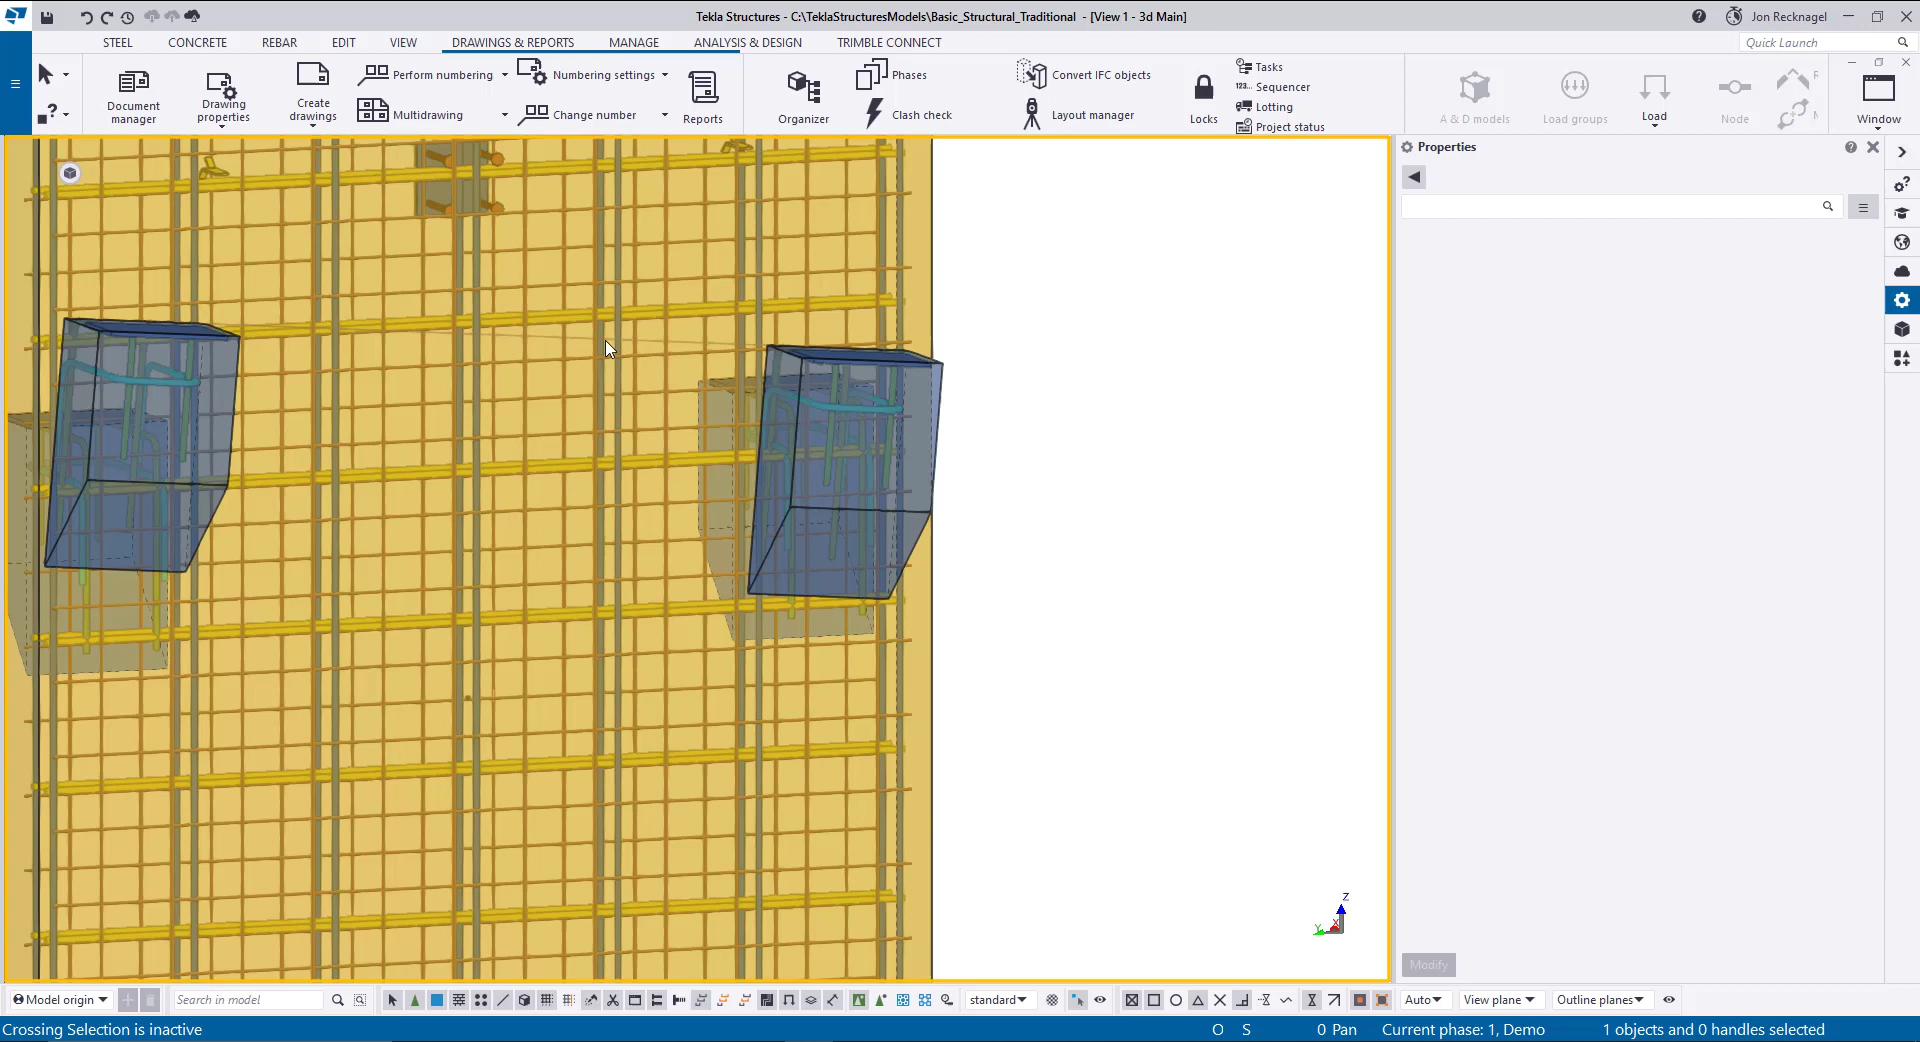 Tekla Structures - C:\TeklaStructuresModels\Basic_Structural_Traditional - [View 1 - 3d Main]
Jon Recknagel
STEEL CONCRETE REBAR EDIT VIEW DRAWINGS & REPORTS MANAGE ANALYSIS & DESIGN TRIMBLE CONNECT
Quick Launch
Document manager
Drawing properties
Create drawings
Perform numbering
Multidrawing
Numbering settings
Change number
Reports
Organizer
Phases
Clash check
Convert IFC objects
Layout manager
Locks
Tasks
123... Sequencer
Lotting
Project status
A & D models
Load groups
Load
Node
Window
Properties
Modify
Z
Y
X
Model origin
Search in model
standard
Auto
View plane
Outline planes
Crossing Selection is inactive
O S 0 Pan Current phase: 1, Demo 1 objects and 0 handles selected